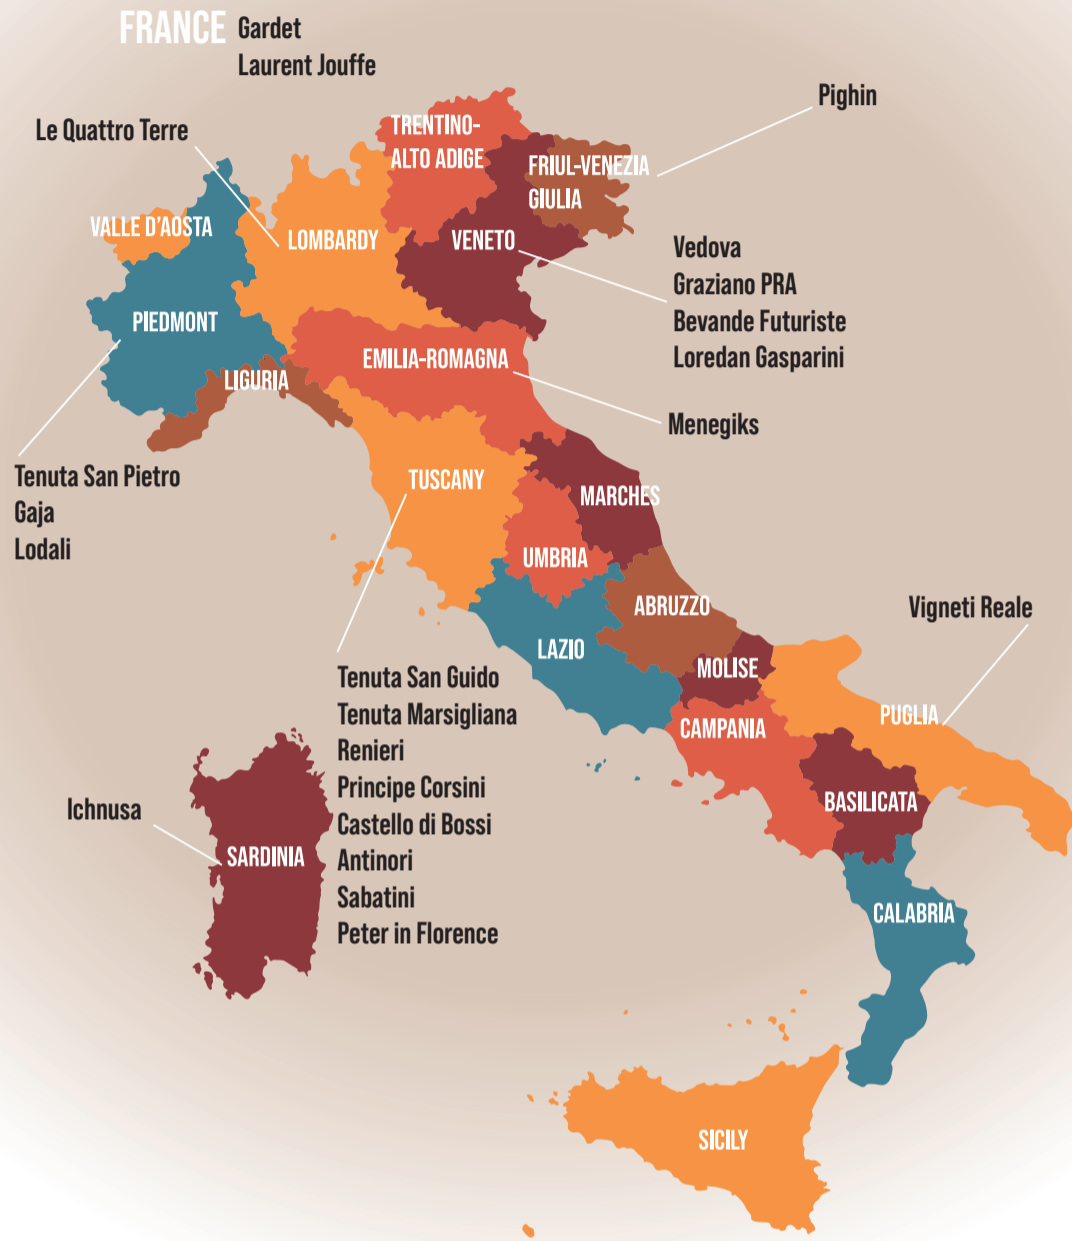 FRANCE Gardet
Laurent Jouffe
Pighin
Le Quattro Terre
TRENTINO-
ALTO ADIGE
FRIUL-VENEZIA
GIULIA
VALLE D'AOSTA
LOMBARDY
VENETO
Vedova
Graziano PRA
Bevande Futuriste
Loredan Gasparini
PIEDMONT
EMILIA-ROMAGNA
LIGURIA
Menegiks
Tenuta San Pietro
Gaja
Lodali
TUSCANY
MARCHES
UMBRIA
ABRUZZO
Vigneti Reale
LAZIO
MOLISE
Tenuta San Guido
Tenuta Marsigliana
Renieri
Principe Corsini
Castello di Bossi
Antinori
Sabatini
Peter in Florence
PUGLIA
CAMPANIA
BASILICATA
Ichnusa
SARDINIA
CALABRIA
SICILY